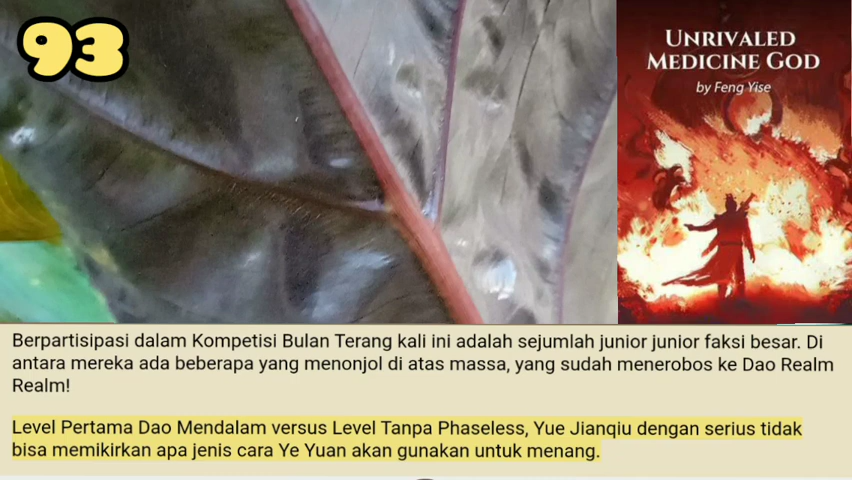 93
UNRIVALED
MEDICINE GOD
by Feng Yise
Berpartisipasi dalam Kompetisi Bulan Terang kali ini adalah sejumlah junior junior faksi besar. Di
antara mereka ada beberapa yang menonjol di atas massa, yang sudah menerobos ke Dao Realm
Realm!
Level Pertama Dao Mendalam versus Level Tanpa Phaseless, Yue Jianqiu dengan serius tidak
bisa memikirkan apa jenis cara Ye Yuan akan gunakan untuk menang.